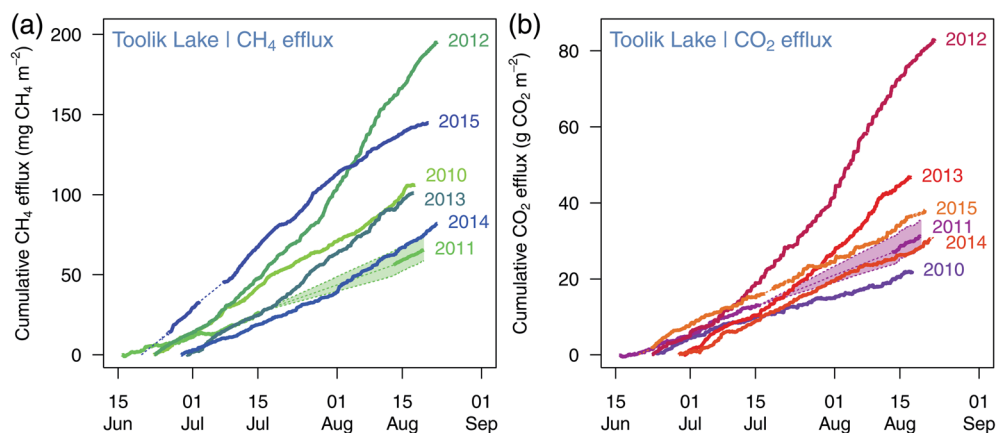 (a)
Toolik Lake | CH4 efflux
Cumulative CH4 efflux (mg CH4 m−2)
200
150
100
50
0
2012
2015
2010
2013
2014
2011
15 01 01 15 01
Jun Jul Aug Aug Sep
(b)
Toolik Lake | CO2 efflux
Cumulative CO2 efflux (g CO2 m−2)
80
60
40
20
0
2012
2013
2015
2011
2014
2010
15 01 15 01 15 01
Jun Jul Jul Aug Aug Sep